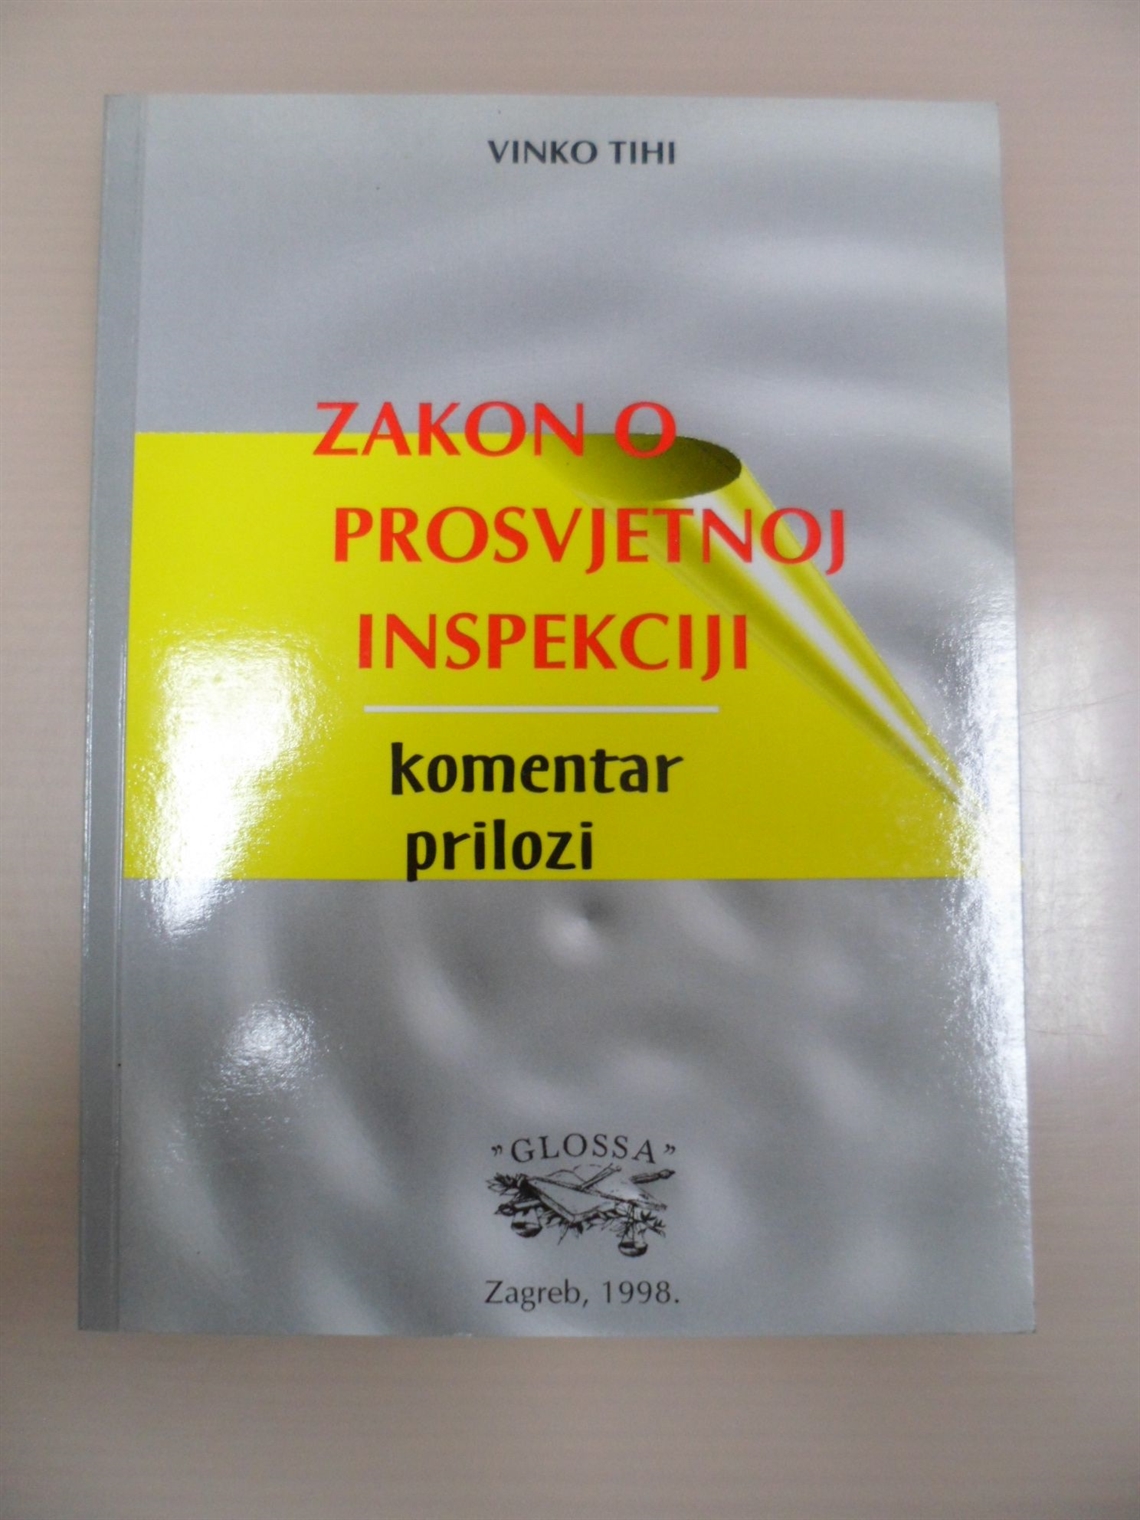 VINKO TIHI
ZAKON O
PROSVJETNOJ
INSPEKCIJI
komentar
prilozi
"GLOSSA"
Zagreb, 1998.